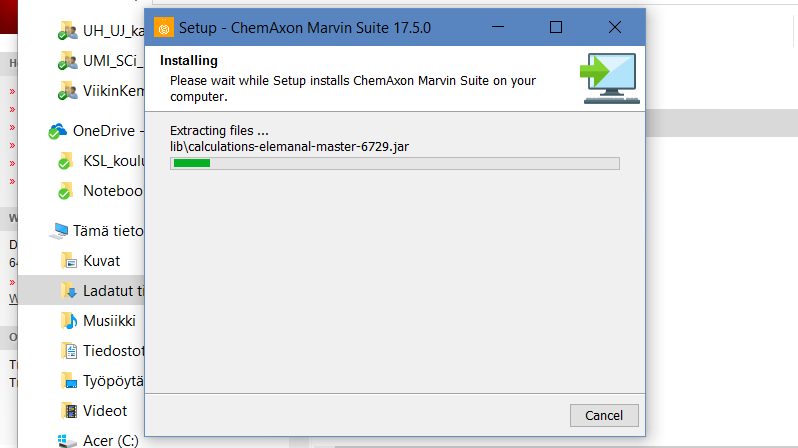 Setup - ChemAxon Marvin Suite 17.5.0
Installing
Please wait while Setup installs ChemAxon Marvin Suite on your
computer.
Extracting files ...
lib\calculations-elemanal-master-6729.jar
Cancel
UH_UJ_ka
UMI_SCi_
ViikinKem
OneDrive -
KSL_koulu
Noteboo
Tämä tieto
Kuvat
Ladatut ti
Musiikki
Tiedostot
Työpöytä
Videot
Acer (C:)